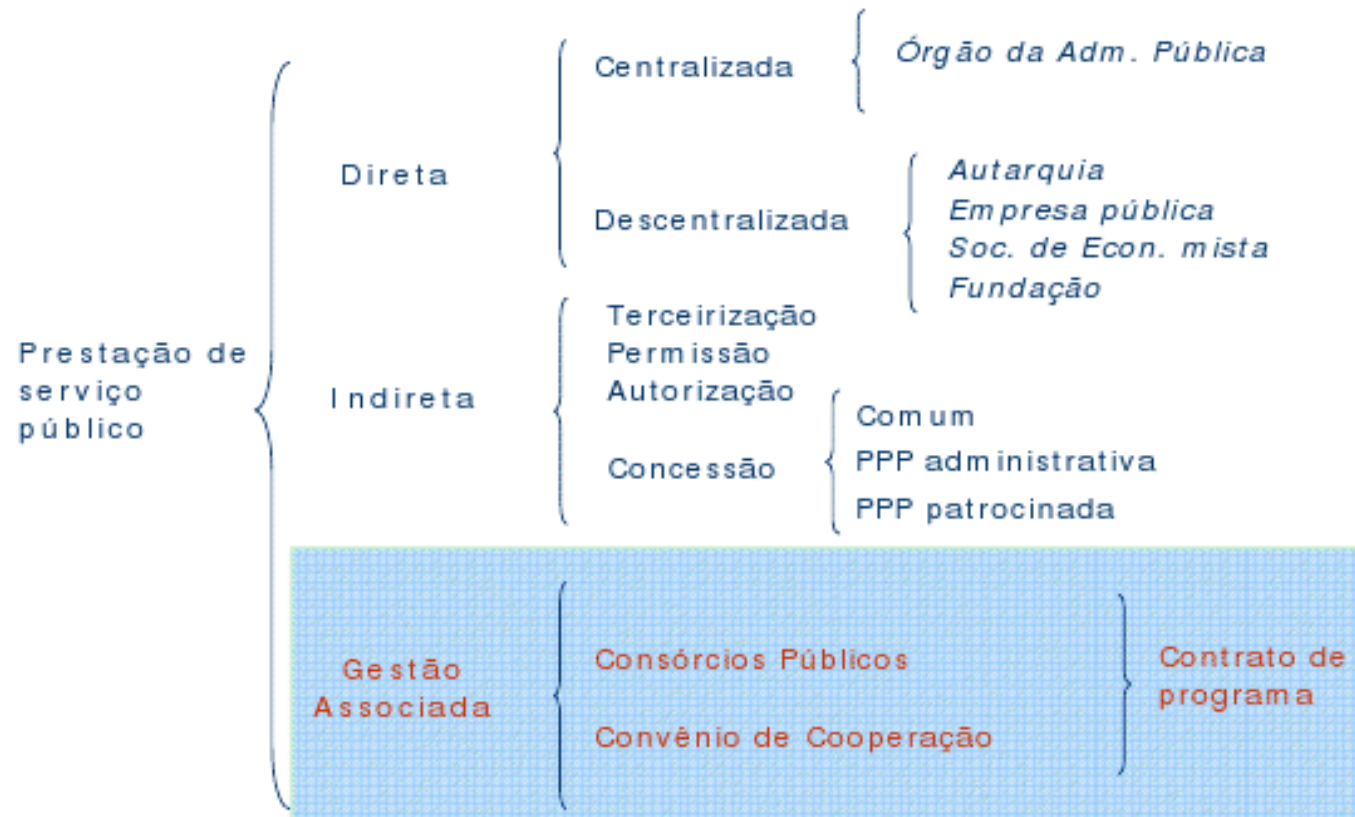 Prestação de
serviço
público
Direta
Centralizada
Órgão da Adm. Pública
Descentralizada
Autarquia
Empresa pública
Soc. de Econ. mista
Fundação
Indireta
Terceirização
Permissão
Autorização
Concessão
Comum
PPP administrativa
PPP patrocinada
Gestão
Associada
Consórcios Públicos
Convênio de Cooperação
Contrato de
programa